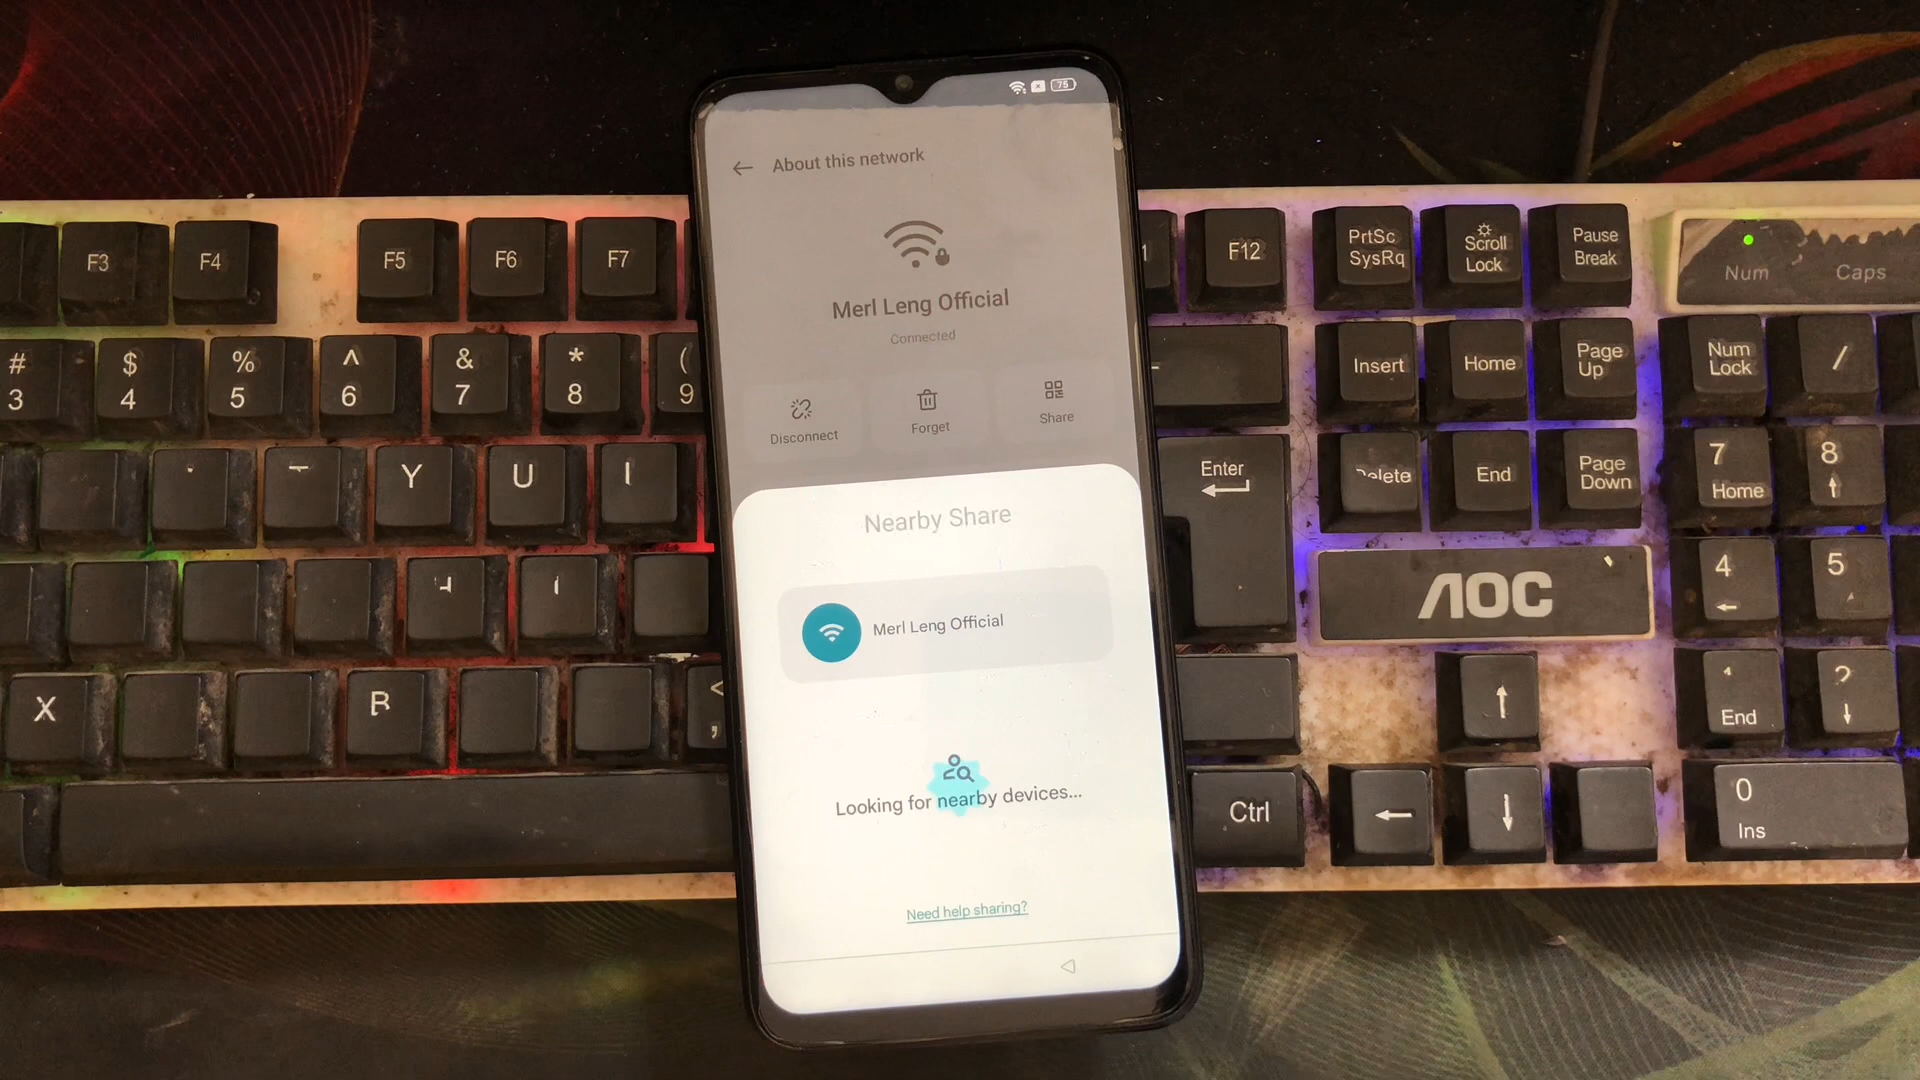 75
About this network
Merl Leng Official
Connected
Disconnect
Forget
Share
Nearby Share
Merl Leng Official
Looking for nearby devices...
Need help sharing?
F3
F4
F5
F6
F7
1
F12
PrtSc
SysRq
Scroll
Lock
Pause
Break
Num
Caps
#
3
$
4
%
5
^
6
&
7
*
8
(
9
Insert
Home
Page
Up
Num
Lock
/
Y
U
I
Enter
End
Page
Down
7
Home
8
AOC
4
5
X
<
;
End
Ctrl
0
Ins